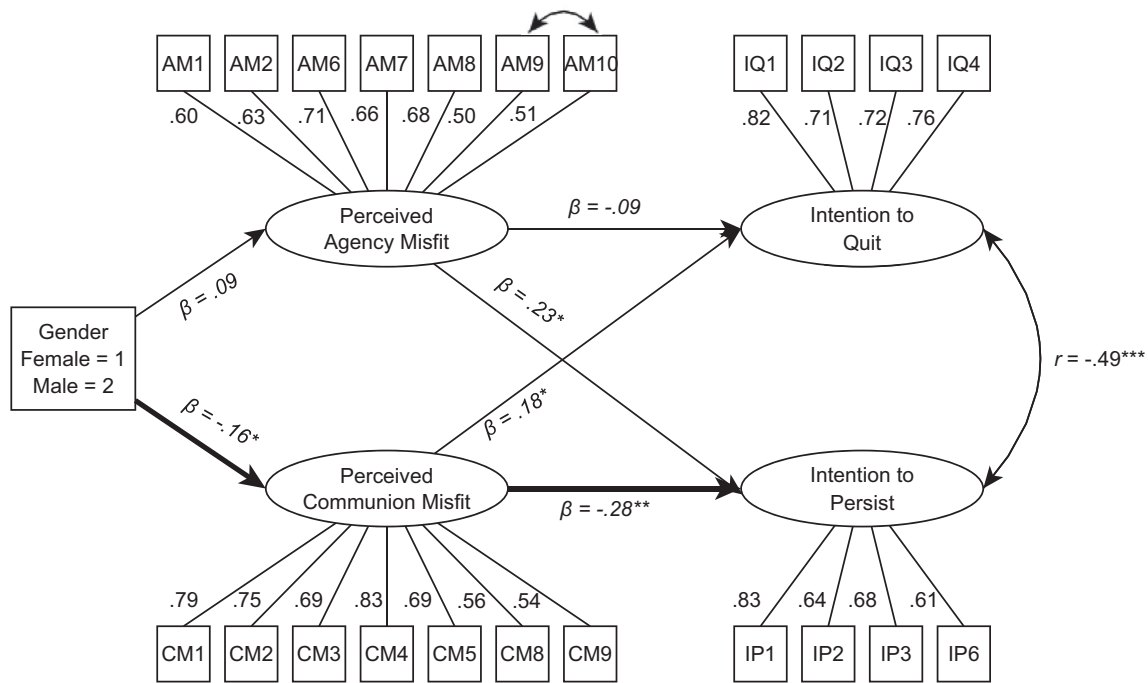 AM1 AM2 AM6 AM7 AM8 AM9 AM10
IQ1 IQ2 IQ3 IQ4
.60 .63 .71 .66 .68 .50 .51
.82 .71 .72 .76
Perceived
Agency Misfit
β = -.09
Intention to
Quit
β = .09
β = .23*
Gender
Female = 1
Male = 2
r = -.49***
β = -.16*
β = .18*
Perceived
Communion Misfit
β = -.28**
Intention to
Persist
.79 .75 .69 .83 .69 .56 .54
.83 .64 .68 .61
CM1 CM2 CM3 CM4 CM5 CM8 CM9
IP1 IP2 IP3 IP6